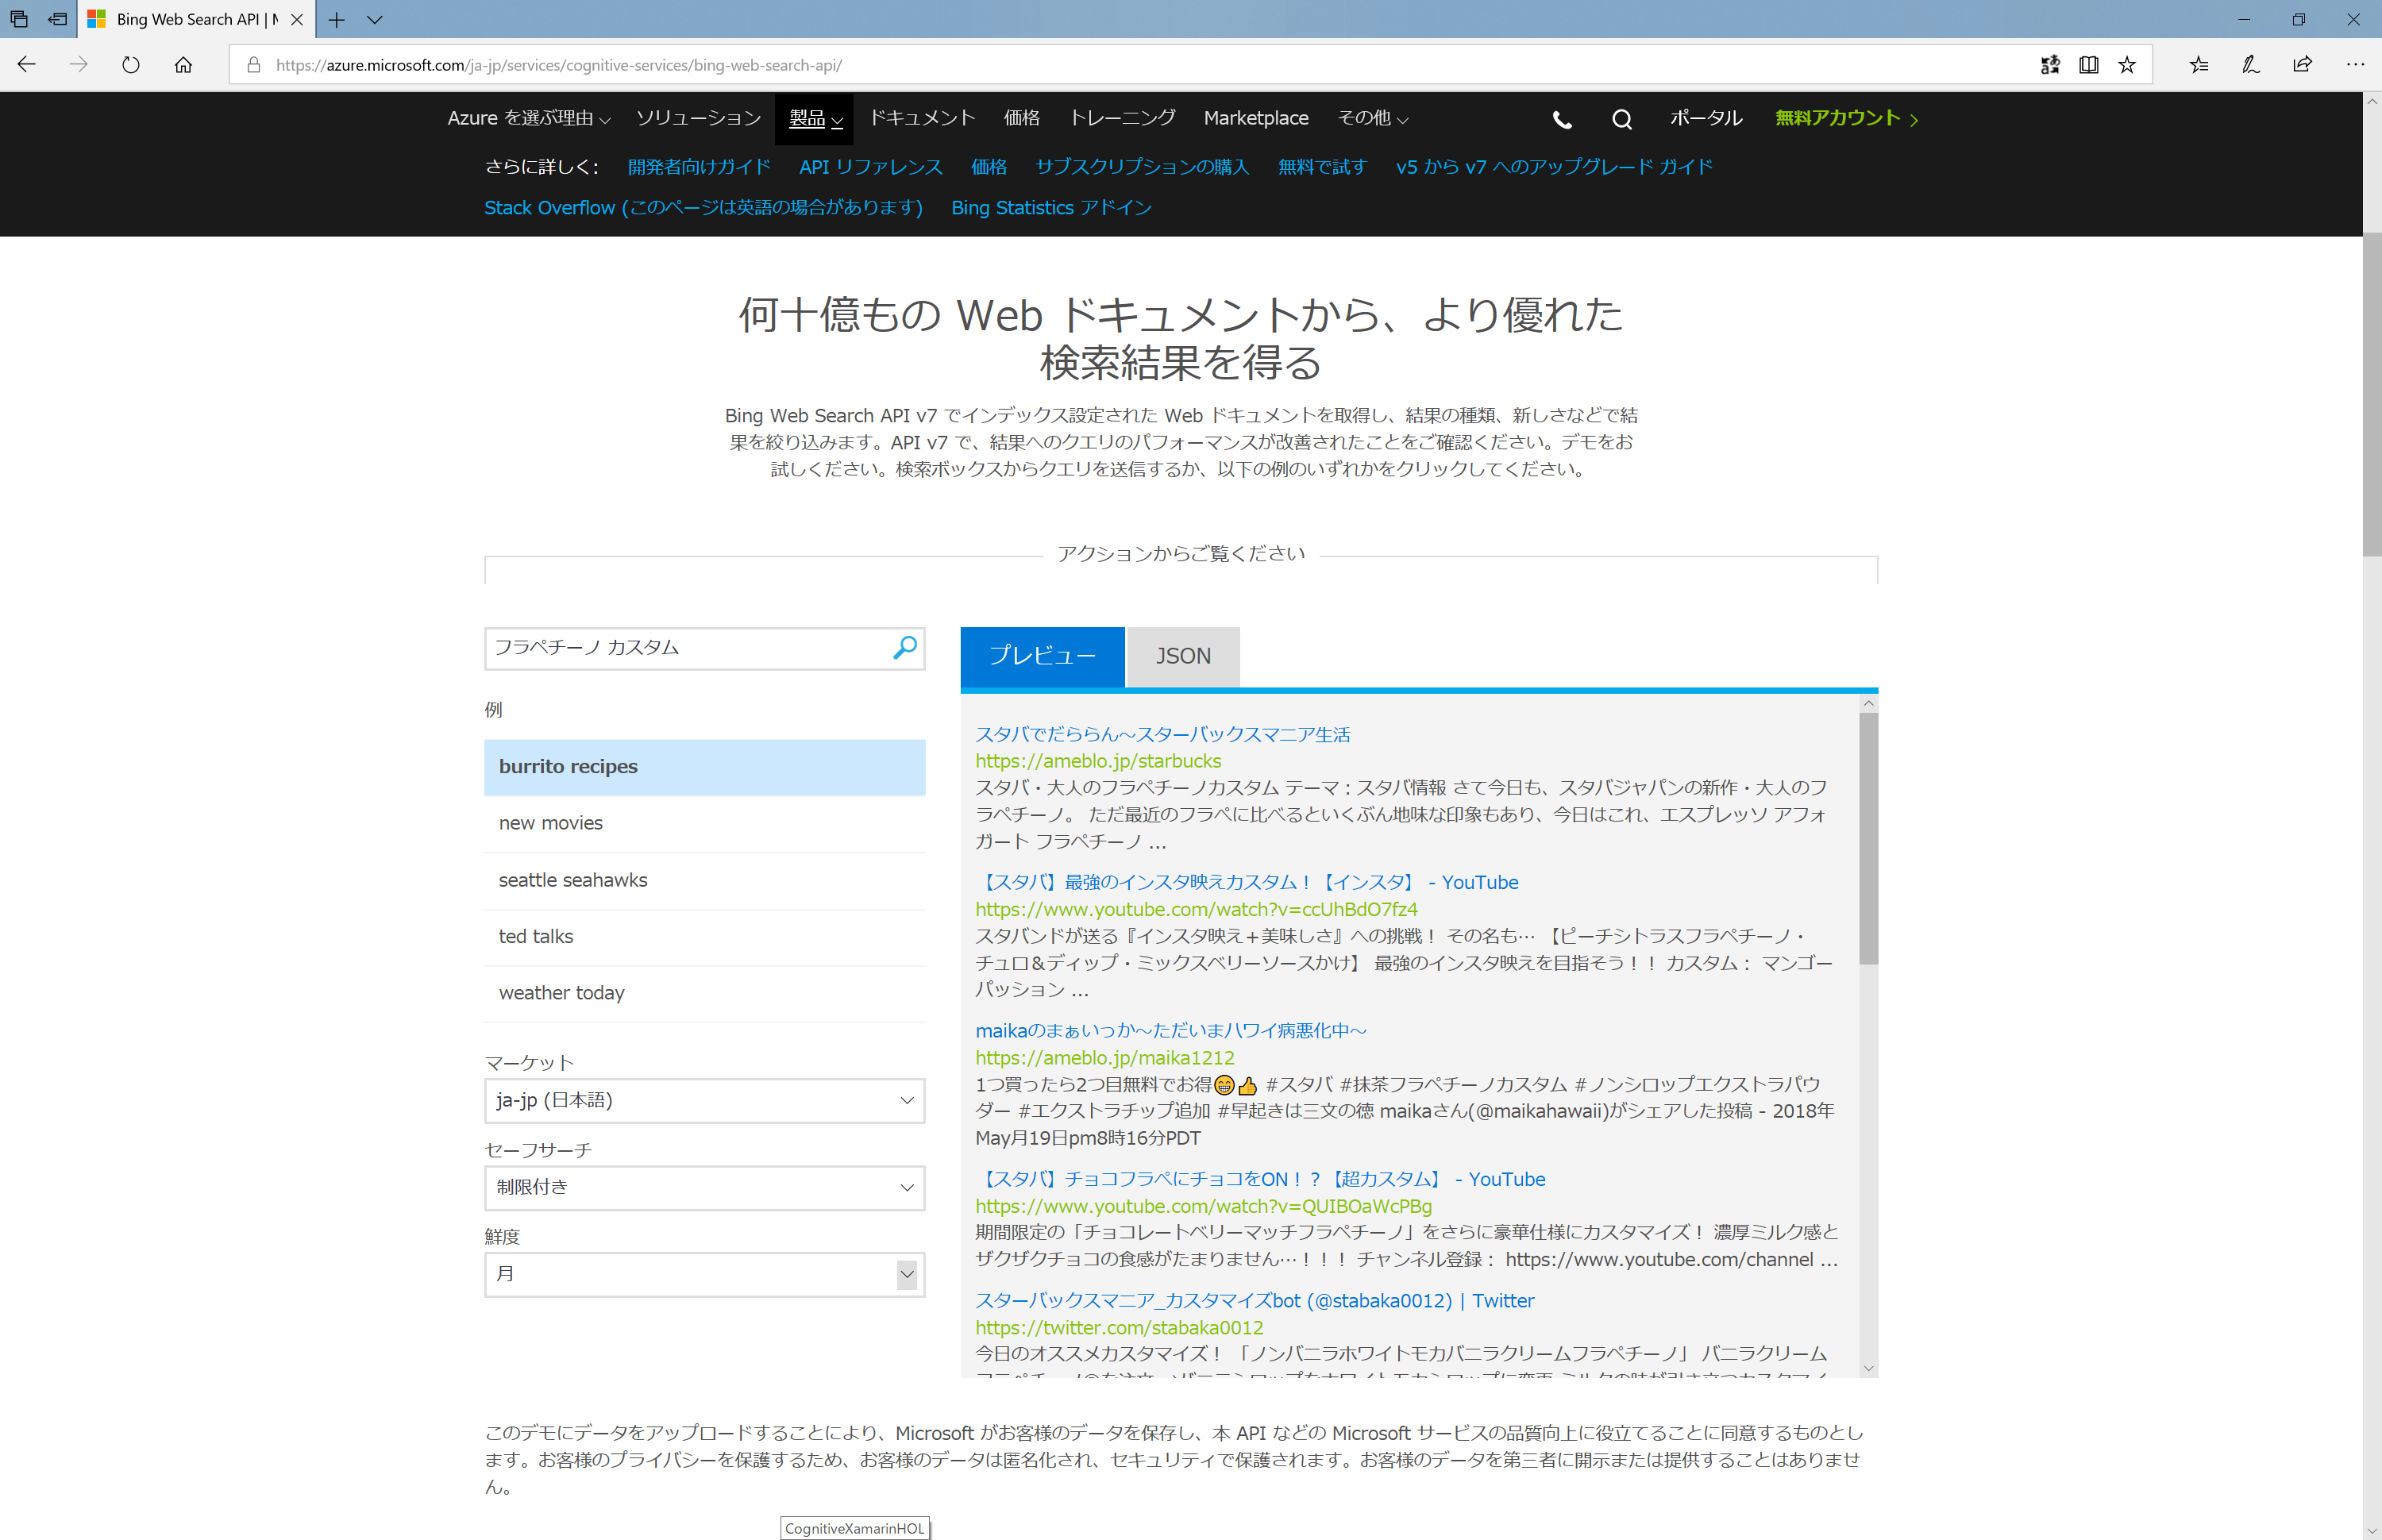 Bing Web Search API | M
https://azure.microsoft.com/ja-jp/services/cognitive-services/bing-web-search-api/
Azure を選ぶ理由
ソリューション
製品
ドキュメント
価格
トレーニング
Marketplace
その他
ポータル
無料アカウント
さらに詳しく: 開発者向けガイド API リファレンス 価格 サブスクリプションの購入 無料で試す v5 から v7 へのアップグレード ガイド
Stack Overflow (このページは英語の場合があります) Bing Statistics アドイン
何十億もの Web ドキュメントから、より優れた
検索結果を得る
Bing Web Search API v7 でインデックス設定された Web ドキュメントを取得し、結果の種類、新しさなどで結
果を絞り込みます。API v7 で、結果へのクエリのパフォーマンスが改善されたことをご確認ください。デモをお
試しください。検索ボックスからクエリを送信するか、以下の例のいずれかをクリックしてください。
アクションからご覧ください
フラペチーノ カスタム
例
burrito recipes
new movies
seattle seahawks
ted talks
weather today
マーケット
ja-jp (日本語)
セーフサーチ
制限付き
鮮度
月
プレビュー
JSON
スタバでだららん～スターバックスマニア生活
https://ameblo.jp/starbucks
スタバ・大人のフラペチーノカスタム テーマ：スタバ情報 さて今日も、スタバジャパンの新作・大人のフ
ラペチーノ。 ただ最近のフラペに比べるといくぶん地味な印象もあり、今日はこれ、エスプレッソ アフォ
ガート フラペチーノ ...
【スタバ】最強のインスタ映えカスタム！【インスタ】 - YouTube
https://www.youtube.com/watch?v=ccUhBdO7fz4
スタバンドが送る『インスタ映え＋美味しさ』への挑戦！ その名も… 【ピーチシトラスフラペチーノ・
チュロ＆ディップ・ミックスベリーソースかけ】 最強のインスタ映えを目指そう！！ カスタム： マンゴー
パッション ...
maikaのまぁいっか～ただいまハワイ病悪化中～
https://ameblo.jp/maika1212
1つ買ったら2つ目無料でお得😁👍 #スタバ #抹茶フラペチーノカスタム #ノンシロップエクストラパウ
ダー #エクストラチップ追加 #早起きは三文の徳 maikaさん(@maikahawaii)がシェアした投稿 - 2018年
May月19日pm8時16分PDT
【スタバ】チョコフラペにチョコをON！？【超カスタム】 - YouTube
https://www.youtube.com/watch?v=QUIBOaWcPBg
期間限定の「チョコレートベリーマッチフラペチーノ」をさらに豪華仕様にカスタマイズ！ 濃厚ミルク感と
ザクザクチョコの食感がたまりません…！！！ チャンネル登録： https://www.youtube.com/channel ...
スターバックスマニア_カスタマイズbot (@stabaka0012) | Twitter
https://twitter.com/stabaka0012
今日のオススメカスタマイズ！ 「ノンバニラホワイトモカバニラクリームフラペチーノ」 バニラクリーム
このデモにデータをアップロードすることにより、Microsoft がお客様のデータを保存し、本 API などの Microsoft サービスの品質向上に役立てることに同意するものとし
ます。お客様のプライバシーを保護するため、お客様のデータは匿名化され、セキュリティで保護されます。お客様のデータを第三者に開示または提供することはありませ
ん。
CognitiveXamarinHOL